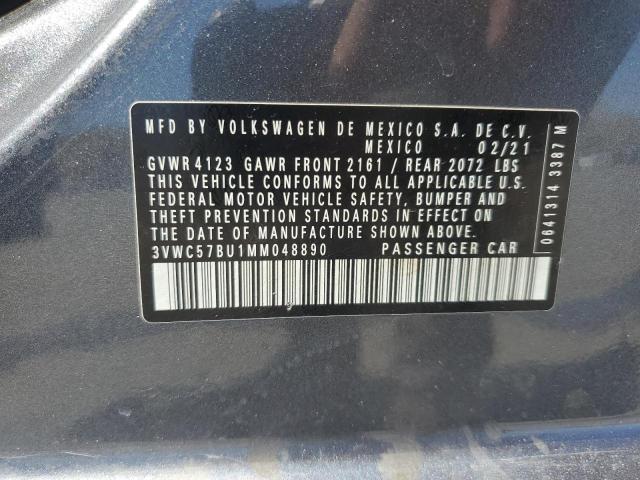 MFD BY VOLKSWAGEN DE MEXICO S.A. DE C.V.
MEXICO 02/21
GVWR 4123 GAWR FRONT 2161 / REAR 2072 LBS
THIS VEHICLE CONFORMS TO ALL APPLICABLE U.S.
FEDERAL MOTOR VEHICLE SAFETY, BUMPER AND
THEFT PREVENTION STANDARDS IN EFFECT ON
THE DATE OF MANUFACTURE SHOWN ABOVE.
3VWC57BU1MM048890 PASSENGER CAR
0641314 3387 M